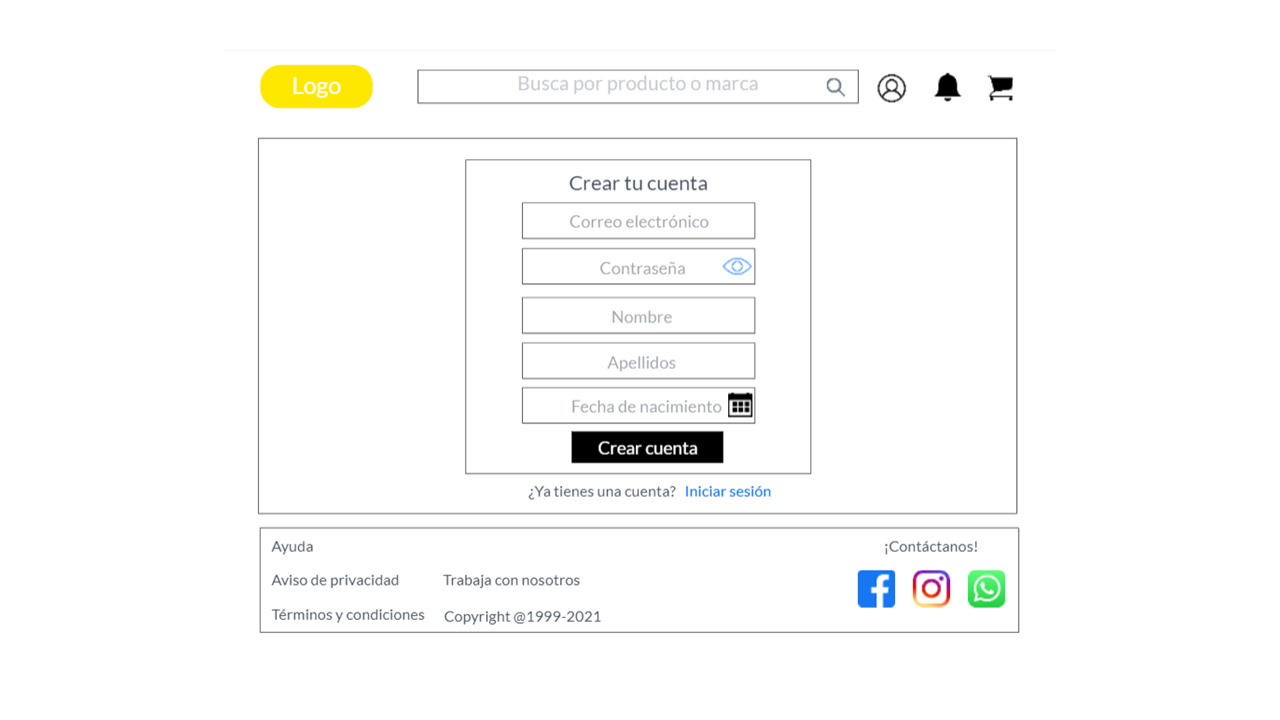 Logo
Busca por producto o marca
Crear tu cuenta
Correo electrónico
Contraseña
Nombre
Apellidos
Fecha de nacimiento
Crear cuenta
¿Ya tienes una cuenta? Iniciar sesión
Ayuda
¡Contáctanos!
Aviso de privacidad
Trabaja con nosotros
Términos y condiciones
Copyright @1999-2021